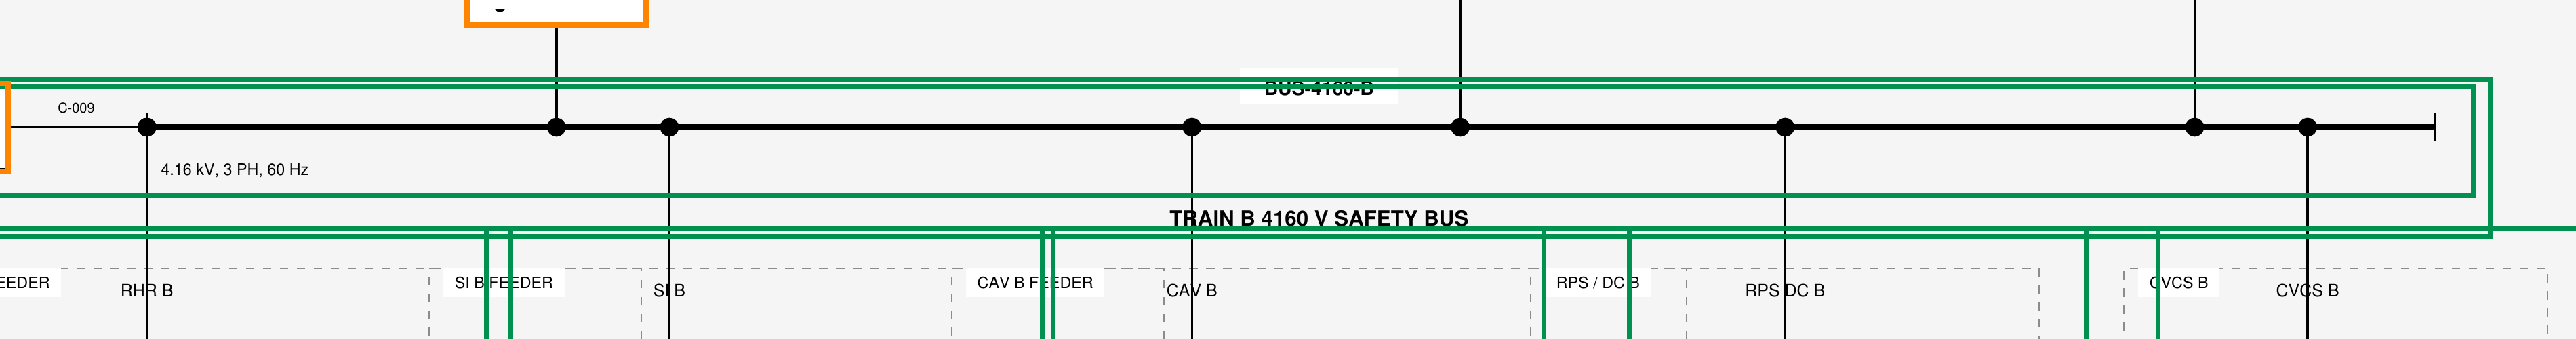 BUS-4160-B
C-009
4.16 kV, 3 PH, 60 Hz
TRAIN B 4160 V SAFETY BUS
EEDER
RHR B
SI B FEEDER
SI B
CAV B FEEDER
CAV B
RPS / DC B
RPS DC B
CVCS B
CVCS B